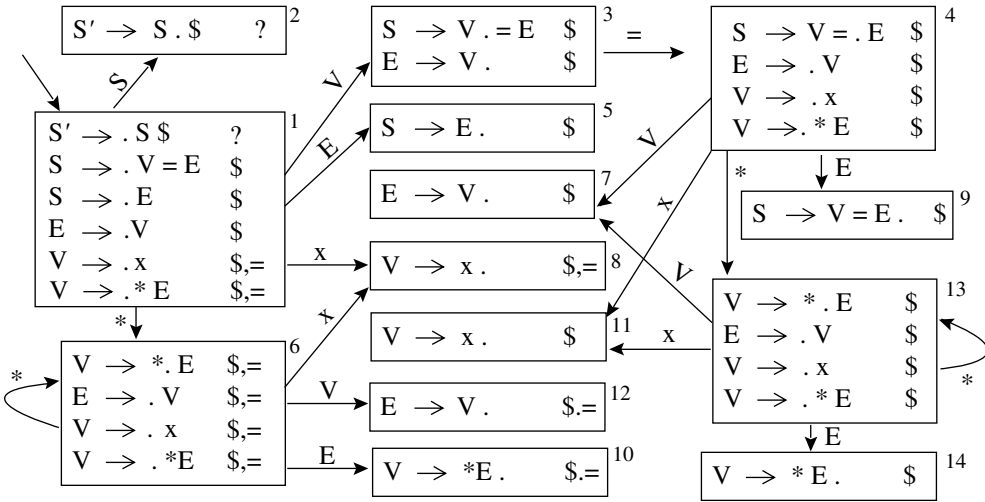 2
S′ → S . $ ?
S
1
S′ → . S $ ?
S → . V = E $
S → . E $
E → .V $
V → . x $,=
V → . * E $,=
V
E
x
*
3
S → V . = E $
E → V . $
=
4
S → V = . E $
E → . V $
V → . x $
V → . * E $
5
S → E . $
V
x
*
E
7
E → V . $
9
S → V = E . $
8
V → x . $,=
V
x
11
V → x . $
x
13
V → * . E $
E → . V $
V → . x $
V → . * E $
*
6
V → *. E $,=
E → . V $,=
V → . x $,=
V → . *E $,=
*
V
E
12
E → V . $.=
10
V → *E . $.=
E
14
V → * E . $